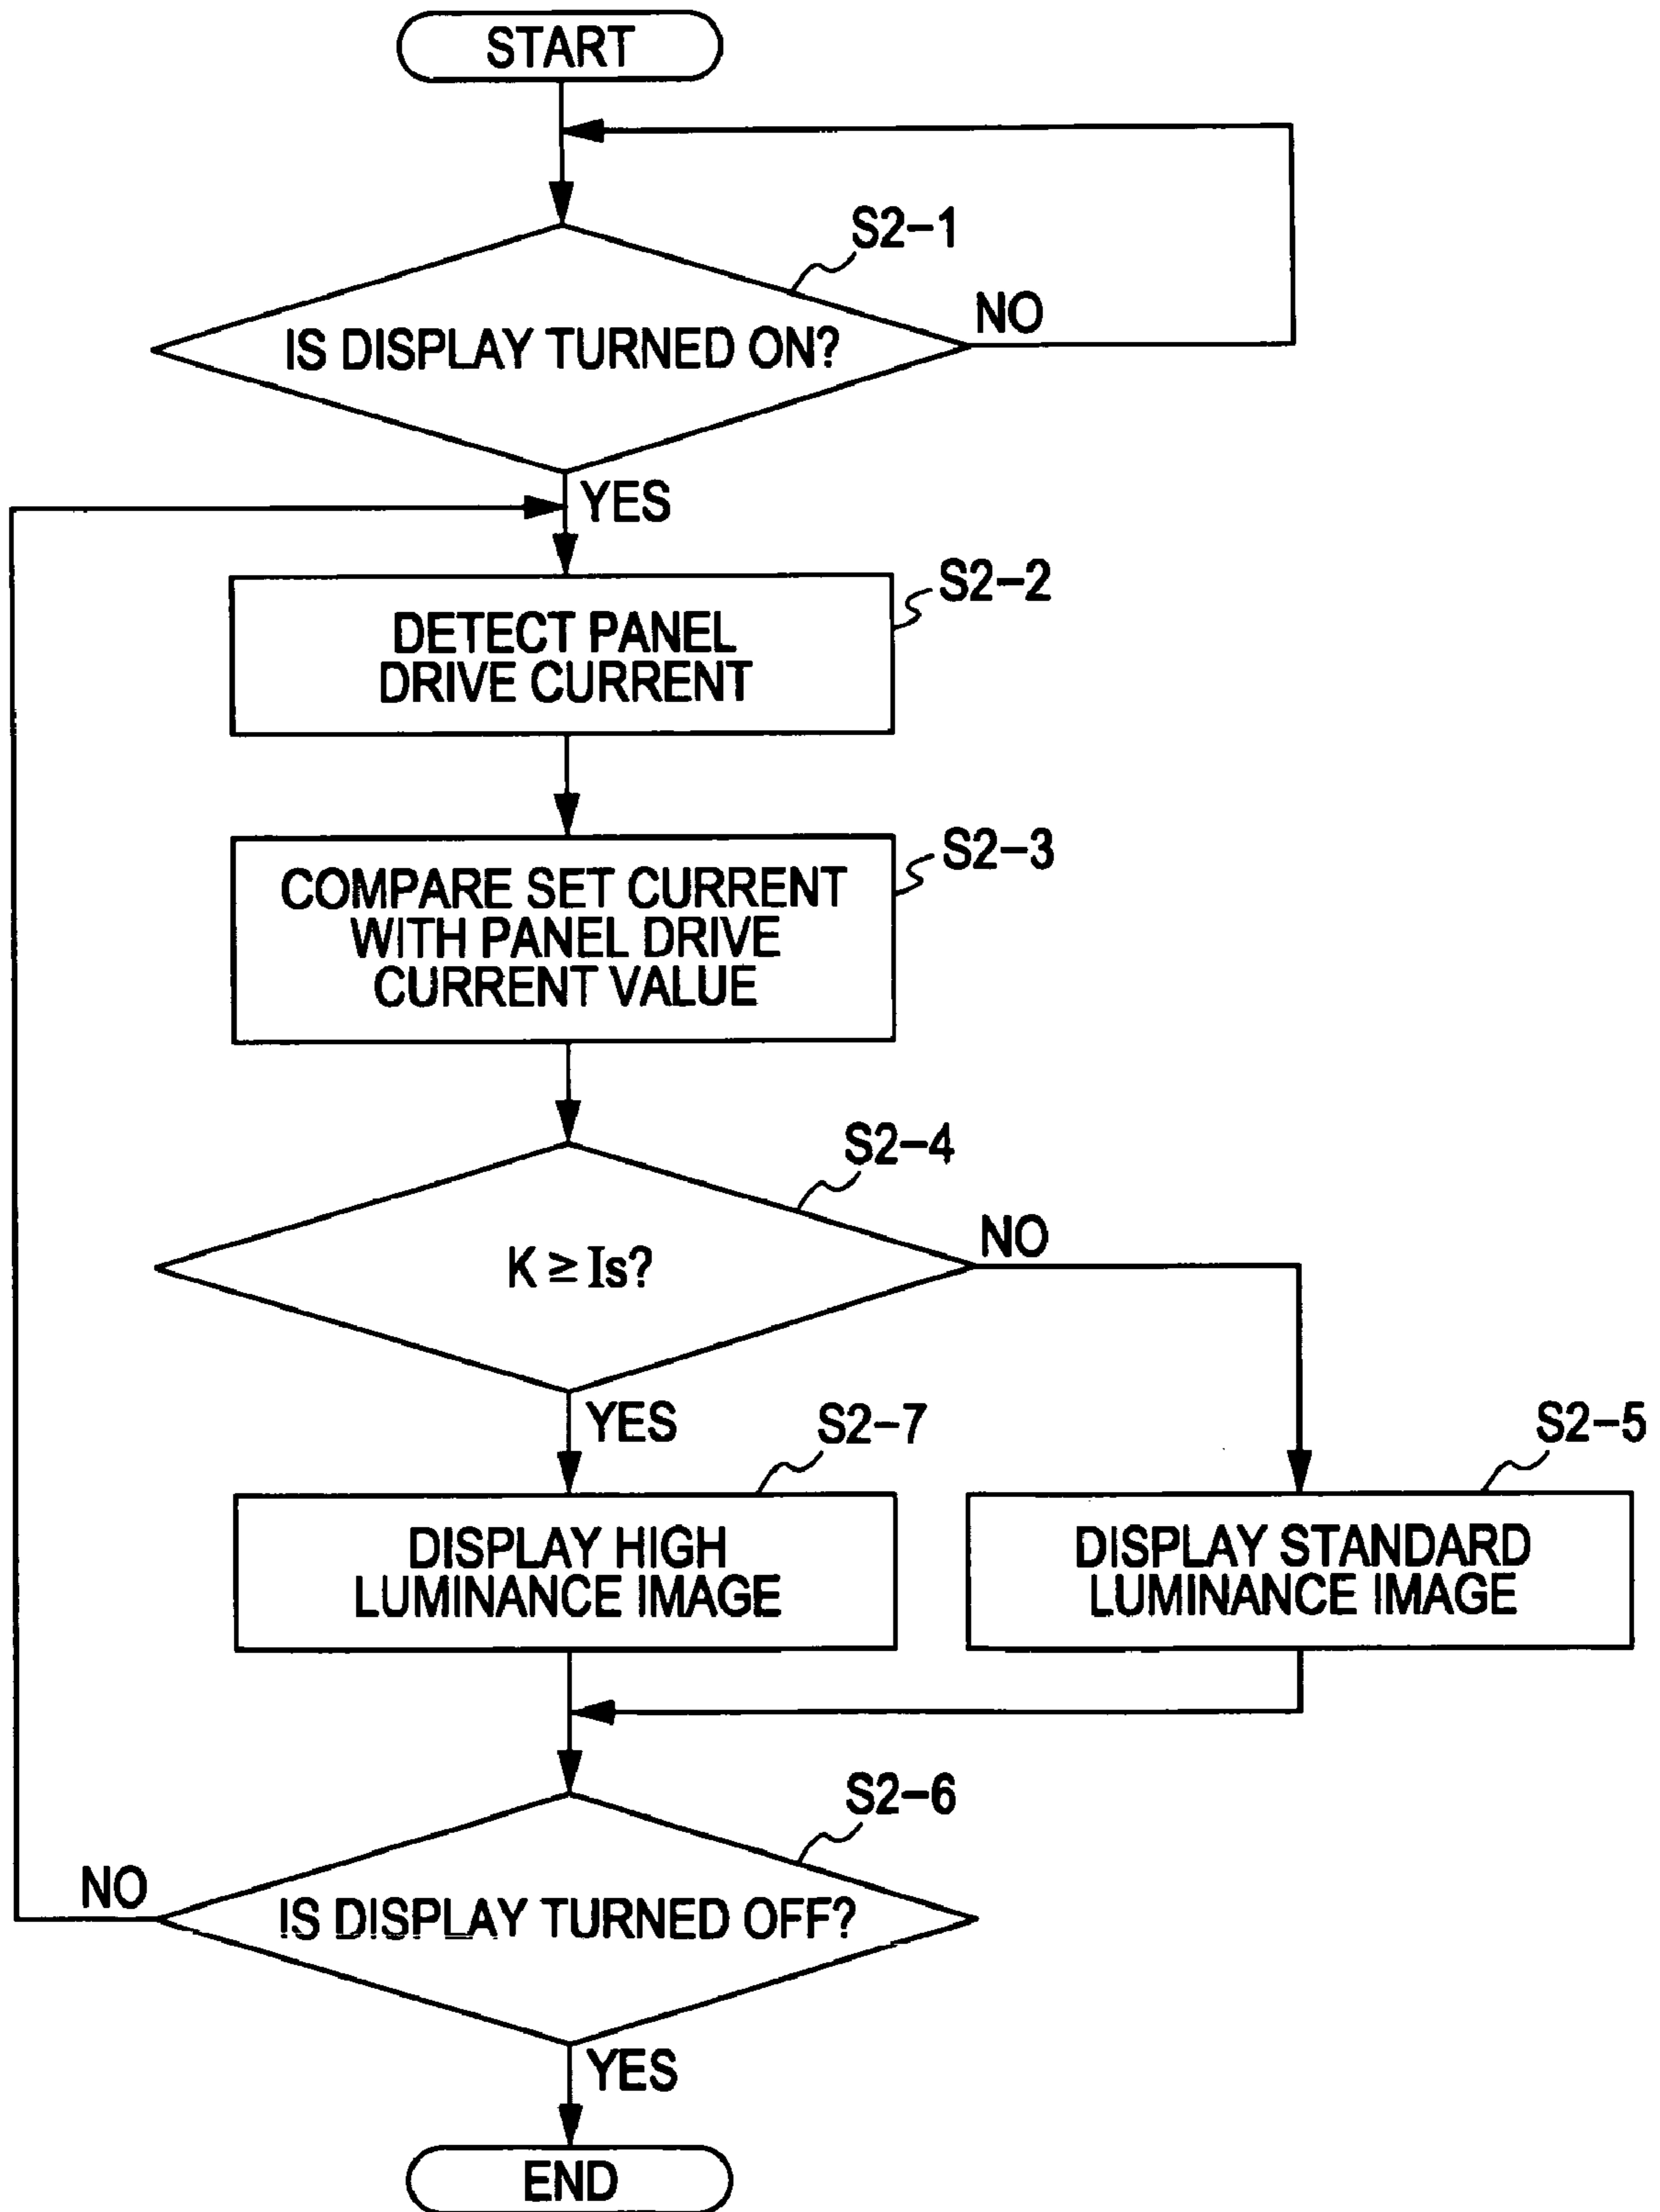 START
S2-1
IS DISPLAY TURNED ON?
NO
YES
S2-2
DETECT PANEL
DRIVE CURRENT
S2-3
COMPARE SET CURRENT
WITH PANEL DRIVE
CURRENT VALUE
S2-4
K ≥ Is?
NO
YES
S2-7
S2-5
DISPLAY HIGH
LUMINANCE IMAGE
DISPLAY STANDARD
LUMINANCE IMAGE
S2-6
NO
IS DISPLAY TURNED OFF?
YES
END